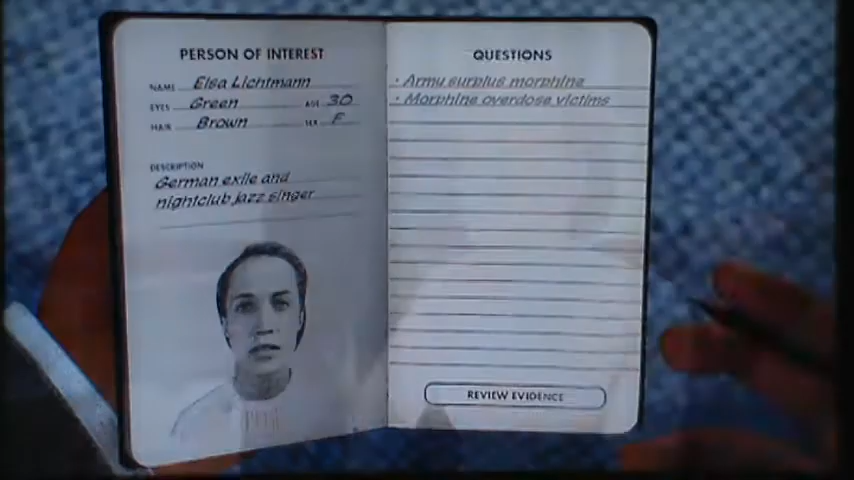 PERSON OF INTEREST
NAME Elsa Lichtmann
EYES Green AGE 30
HAIR Brown SEX F
DESCRIPTION
German exile and
nightclub jazz singer
QUESTIONS
· Army surplus morphine
· Morphine overdose victims
REVIEW EVIDENCE